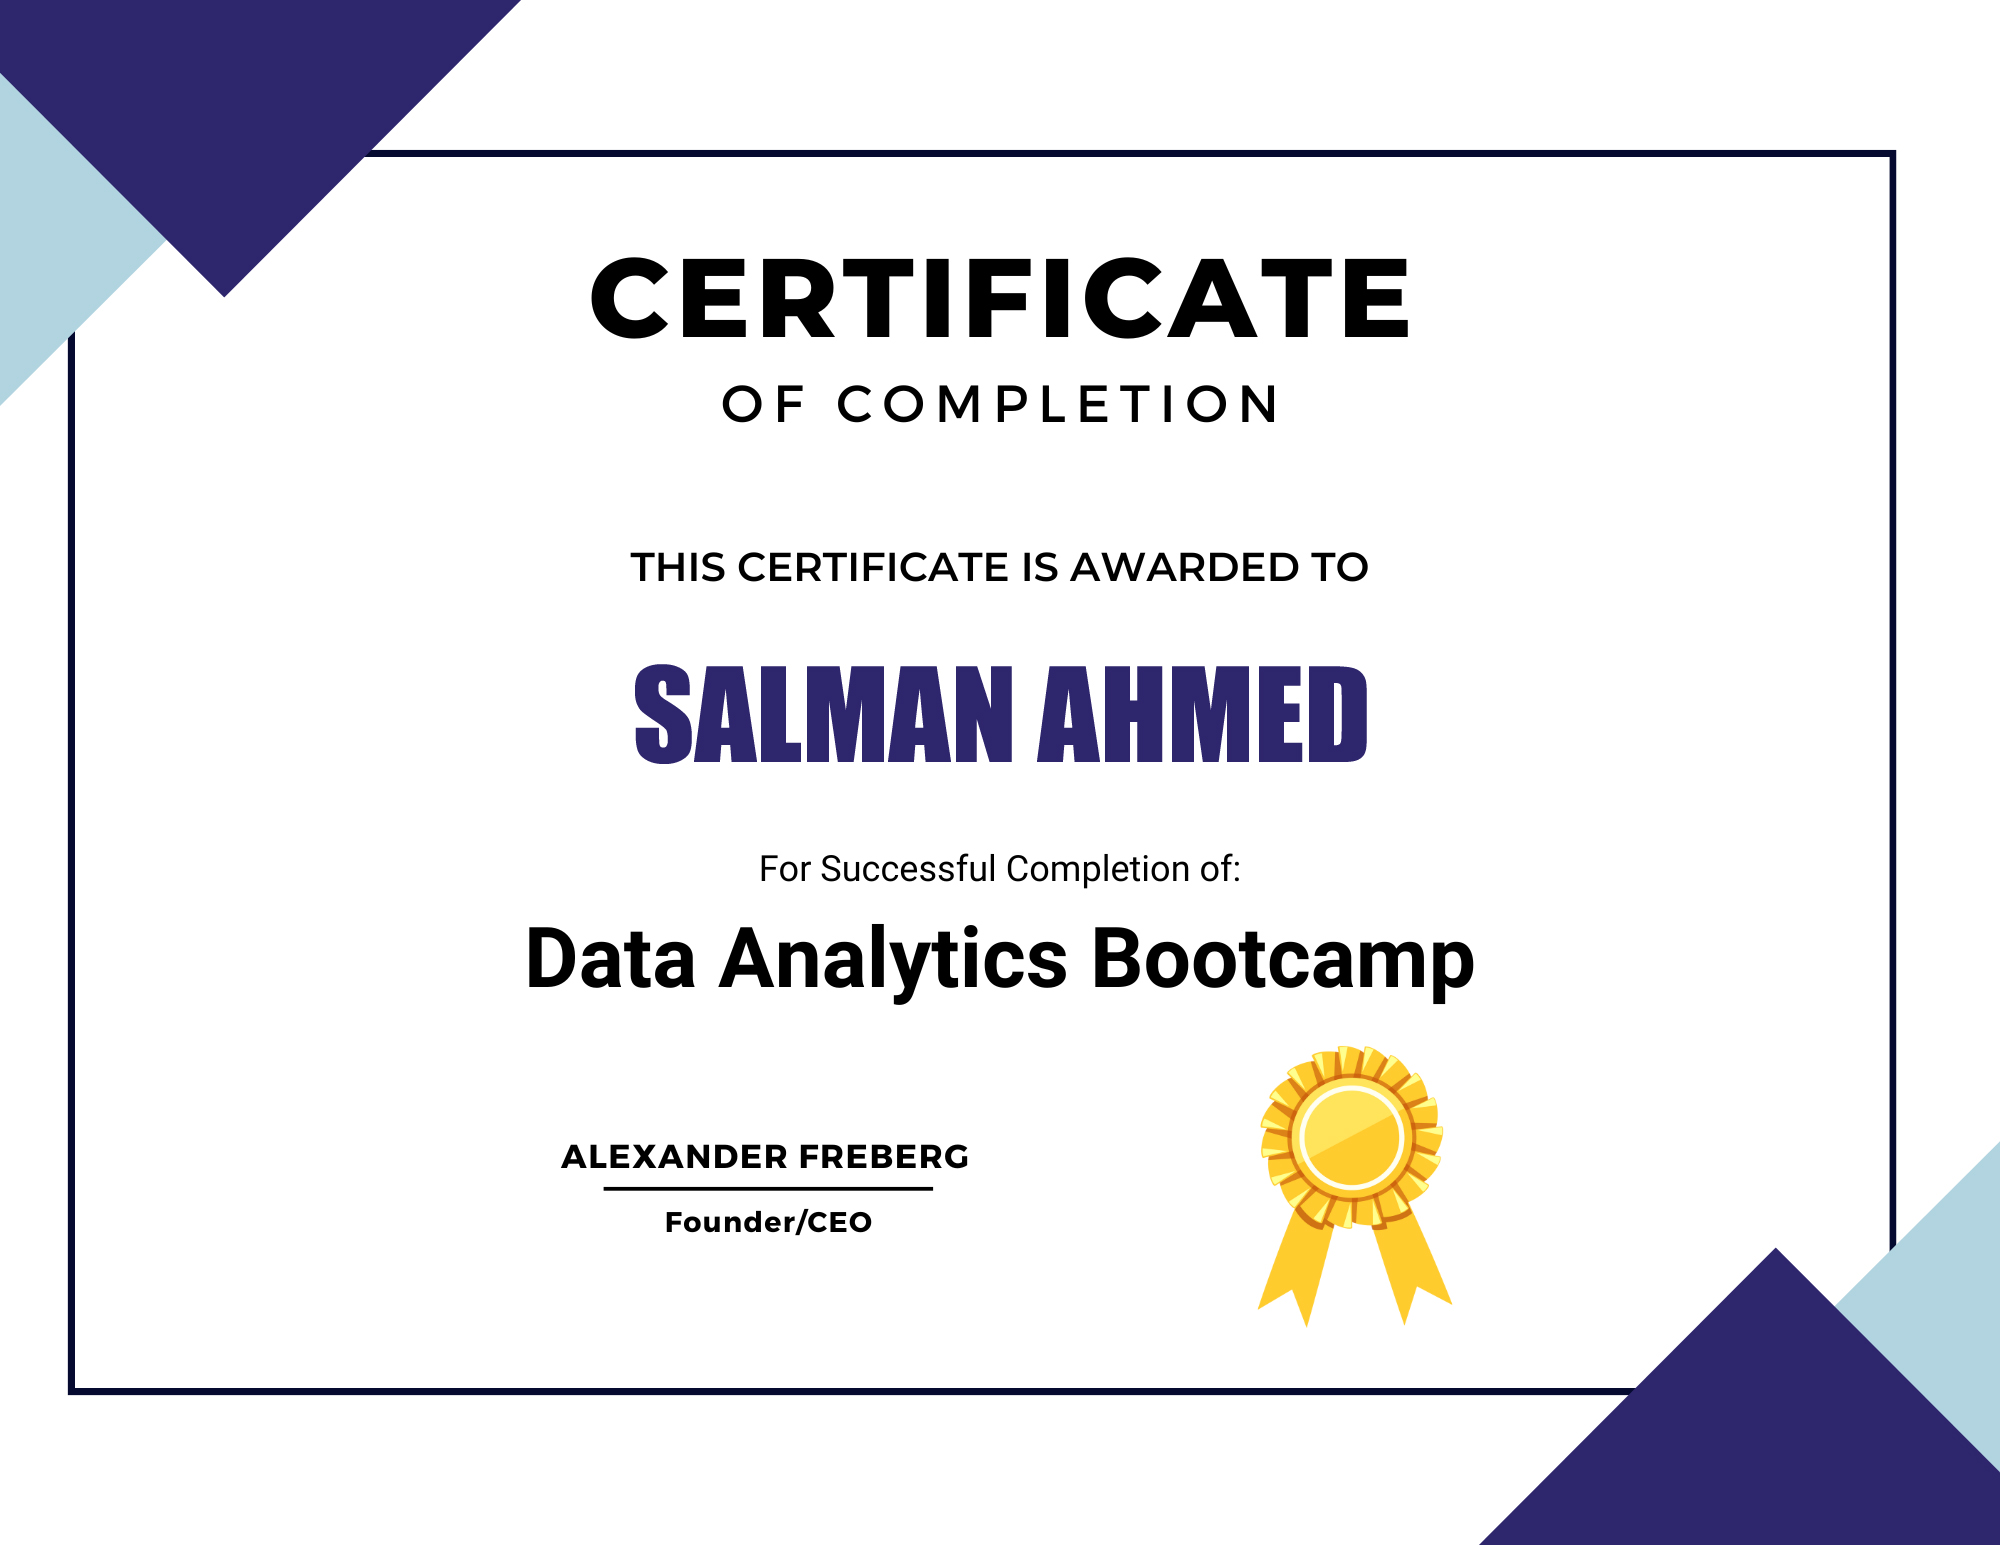 CERTIFICATE
OF COMPLETION
THIS CERTIFICATE IS AWARDED TO
SALMAN AHMED
For Successful Completion of:
Data Analytics Bootcamp
ALEXANDER FREBERG
Founder/CEO